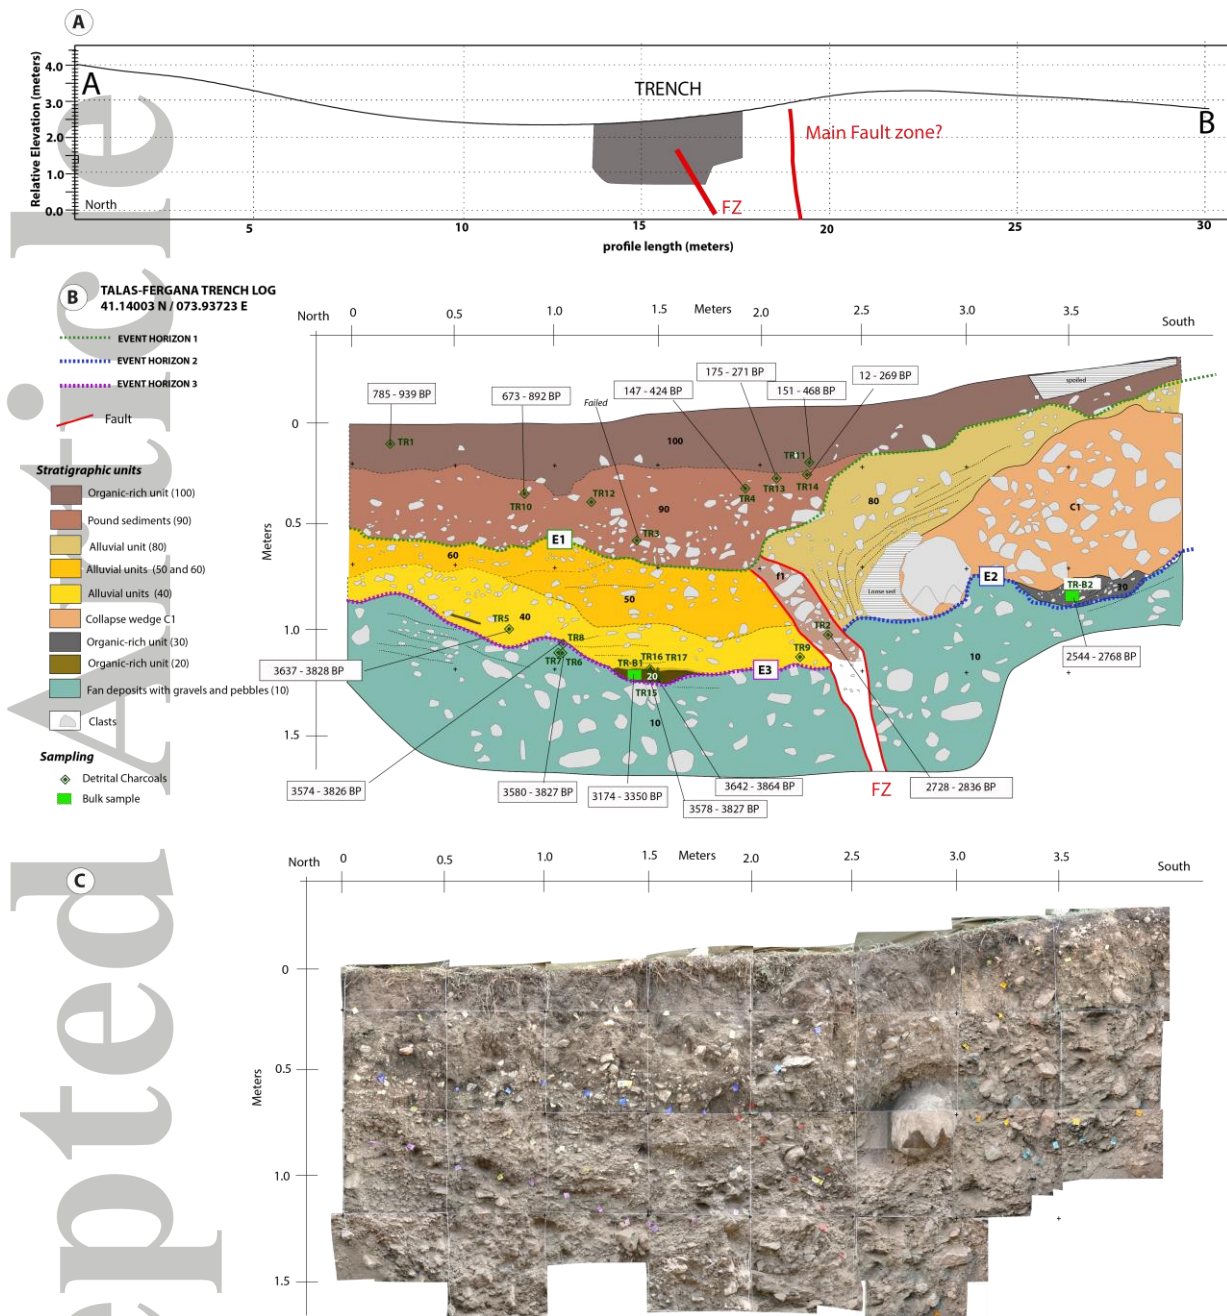 A
Relative Elevation (meters)
4.0
3.0
2.0
1.0
0.0
A
TRENCH
B
Main Fault zone?
FZ
North
5
10
15
20
25
30
profile length (meters)
B
TALAS-FERGANA TRENCH LOG
41.14003 N / 073.93723 E
EVENT HORIZON 1
EVENT HORIZON 2
EVENT HORIZON 3
Fault
Stratigraphic units
Organic-rich unit (100)
Pound sediments (90)
Alluvial unit (80)
Alluvial units (50 and 60)
Alluvial units (40)
Collapse wedge C1
Organic-rich unit (30)
Organic-rich unit (20)
Fan deposits with gravels and pebbles (10)
Clasts
Sampling
Detrital Charcoals
Bulk sample
North
0
0.5
1.0
1.5
Meters
2.0
2.5
3.0
3.5
South
Meters
0
0.5
1.0
1.5
785 - 939 BP
673 - 892 BP
Failed
147 - 424 BP
175 - 271 BP
151 - 468 BP
12 - 269 BP
spoiled
TR1
100
TR11
TR10
TR12
TR4
TR13
TR14
90
TR3
80
C1
E1
60
f1
Loose sed
E2
TR-B2
30
50
TR5
40
TR2
TR8
TR7
TR6
TR-B1
TR16
TR17
TR9
20
E3
TR15
10
10
3637 - 3828 BP
2544 - 2768 BP
3574 - 3826 BP
3580 - 3827 BP
3174 - 3350 BP
3642 - 3864 BP
3578 - 3827 BP
FZ
2728 - 2836 BP
C
North
0
0.5
1.0
1.5
Meters
2.0
2.5
3.0
3.5
South
Meters
0
0.5
1.0
1.5
Accepted Article